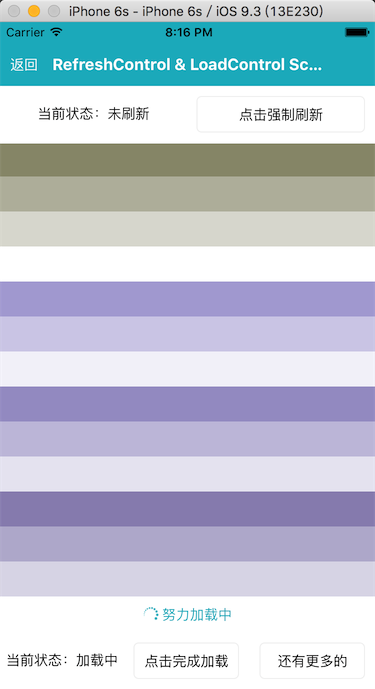 iPhone 6s - iPhone 6s / iOS 9.3 (13E230)
Carrier 8:16 PM
返回 RefreshControl & LoadControl Sc...
当前状态：未刷新 点击强制刷新
努力加载中
当前状态：加载中 点击完成加载 还有更多的